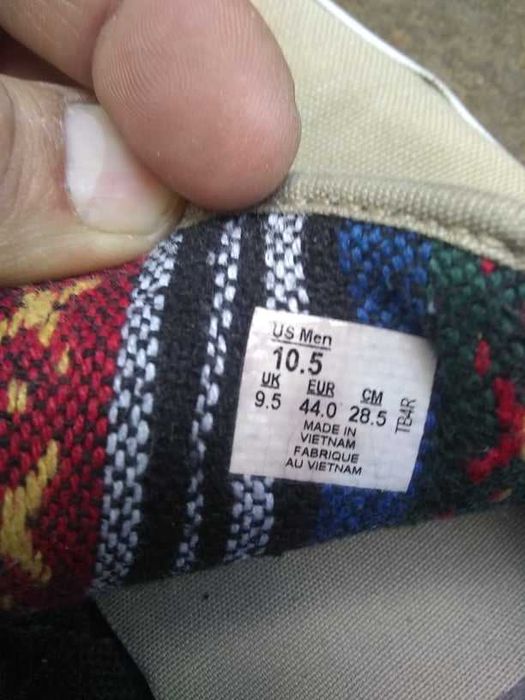 US Men
10.5
UK EUR CM
9.5 44.0 28.5
MADE IN
VIETNAM
FABRIQUE
AU VIETNAM
TB4R